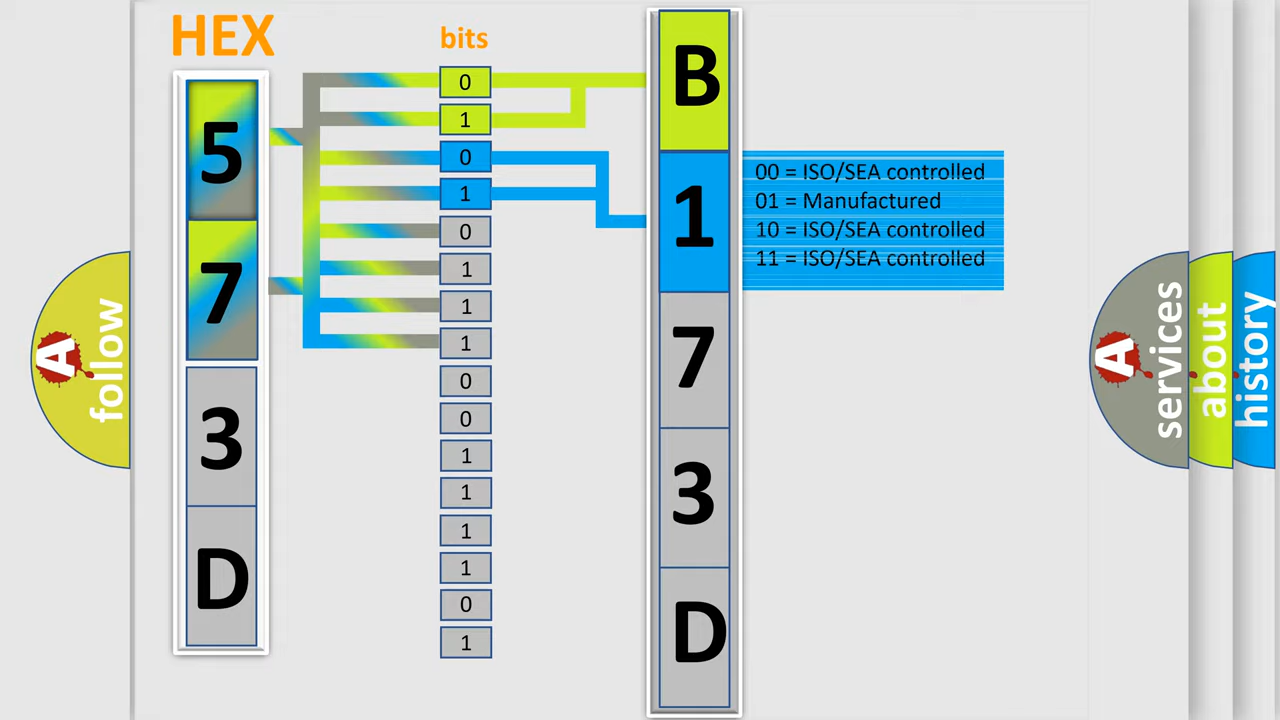 HEX
bits
5
7
3
D
0
1
0
1
0
1
1
1
0
0
1
1
1
1
0
1
B
1
7
3
D
00 = ISO/SEA controlled
01 = Manufactured
10 = ISO/SEA controlled
11 = ISO/SEA controlled
A
follow
A
services
about
history